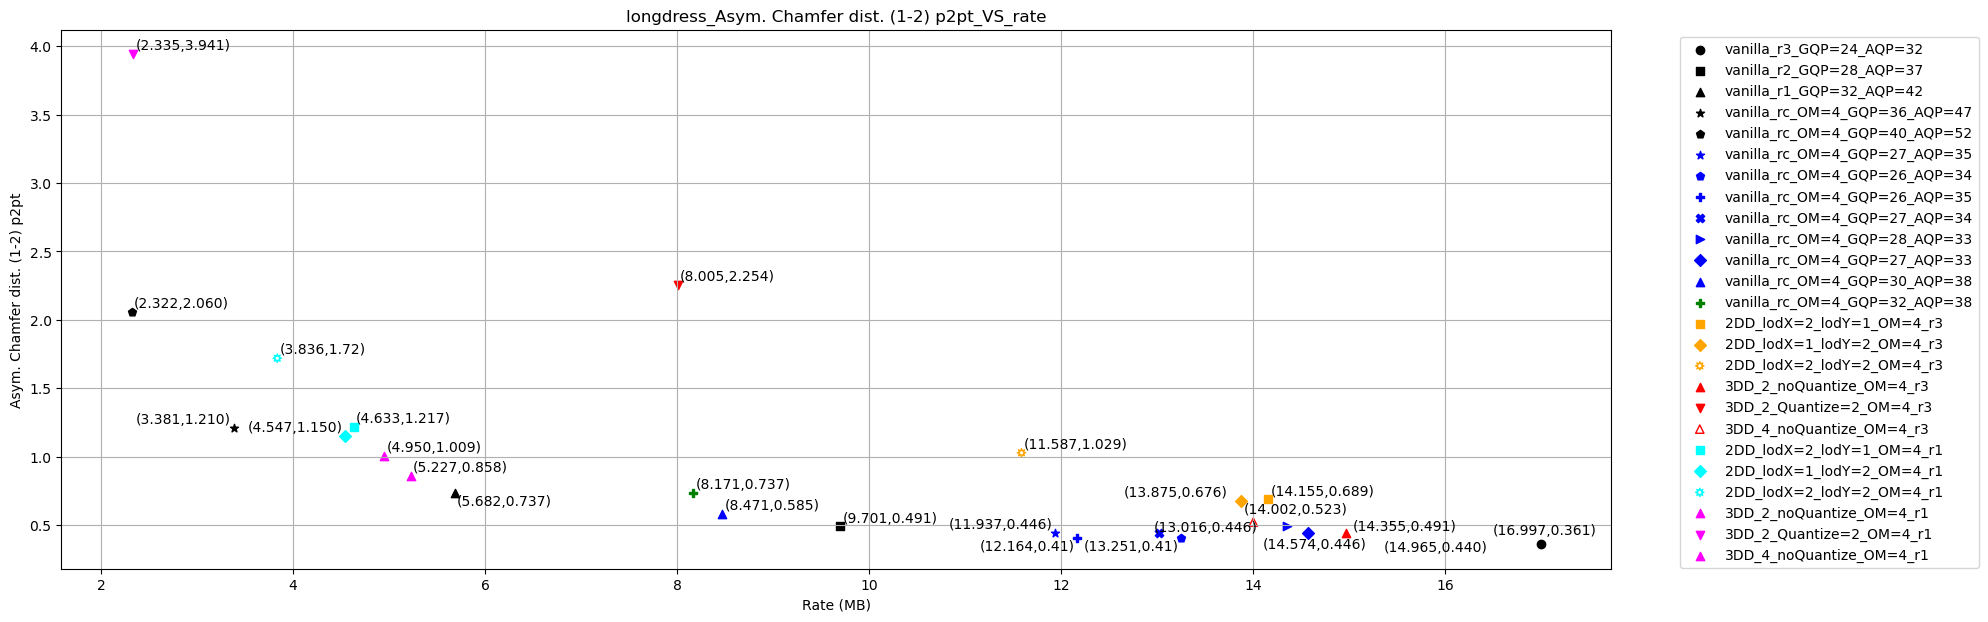 longdress_Asym. Chamfer dist. (1-2) p2pt_VS_rate
Asym. Chamfer dist. (1-2) p2pt
4.0
3.5
3.0
2.5
2.0
1.5
1.0
0.5
(2.335,3.941)
(8.005,2.254)
(2.322,2.060)
(3.836,1.72)
(3.381,1.210)
(4.547,1.150)
(4.633,1.217)
(4.950,1.009)
(5.227,0.858)
(5.682,0.737)
(11.587,1.029)
(8.171,0.737)
(8.471,0.585)
(9.701,0.491)
(13.875,0.676)
(14.155,0.689)
(14.002,0.523)
(11.937,0.446)
(13.016,0.446)
(14.355,0.491)
(16.997,0.361)
(12.164,0.41)
(13.251,0.41)
(14.574,0.446)
(14.965,0.440)
2
4
6
8
10
12
14
16
Rate (MB)
vanilla_r3_GQP=24_AQP=32
vanilla_r2_GQP=28_AQP=37
vanilla_r1_GQP=32_AQP=42
vanilla_rc_OM=4_GQP=36_AQP=47
vanilla_rc_OM=4_GQP=40_AQP=52
vanilla_rc_OM=4_GQP=27_AQP=35
vanilla_rc_OM=4_GQP=26_AQP=34
vanilla_rc_OM=4_GQP=26_AQP=35
vanilla_rc_OM=4_GQP=27_AQP=34
vanilla_rc_OM=4_GQP=28_AQP=33
vanilla_rc_OM=4_GQP=27_AQP=33
vanilla_rc_OM=4_GQP=30_AQP=38
vanilla_rc_OM=4_GQP=32_AQP=38
2DD_lodX=2_lodY=1_OM=4_r3
2DD_lodX=1_lodY=2_OM=4_r3
2DD_lodX=2_lodY=2_OM=4_r3
3DD_2_noQuantize_OM=4_r3
3DD_2_Quantize=2_OM=4_r3
3DD_4_noQuantize_OM=4_r3
2DD_lodX=2_lodY=1_OM=4_r1
2DD_lodX=1_lodY=2_OM=4_r1
2DD_lodX=2_lodY=2_OM=4_r1
3DD_2_noQuantize_OM=4_r1
3DD_2_Quantize=2_OM=4_r1
3DD_4_noQuantize_OM=4_r1